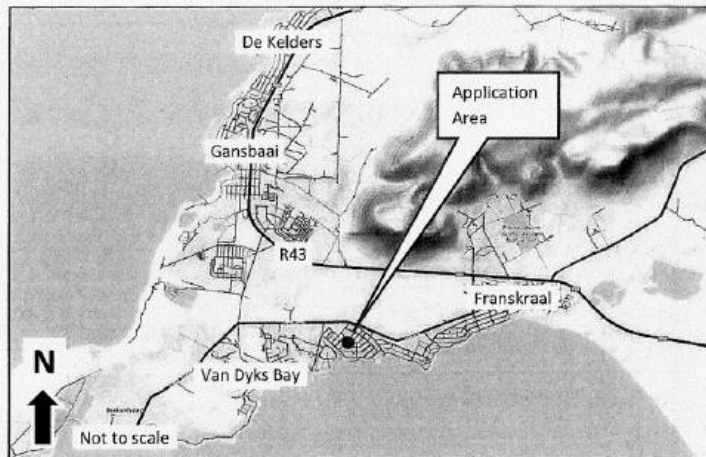 De Kelders
Application
Area
Gansbaai
R43
Franskraal
N
Van Dyks Bay
Not to scale